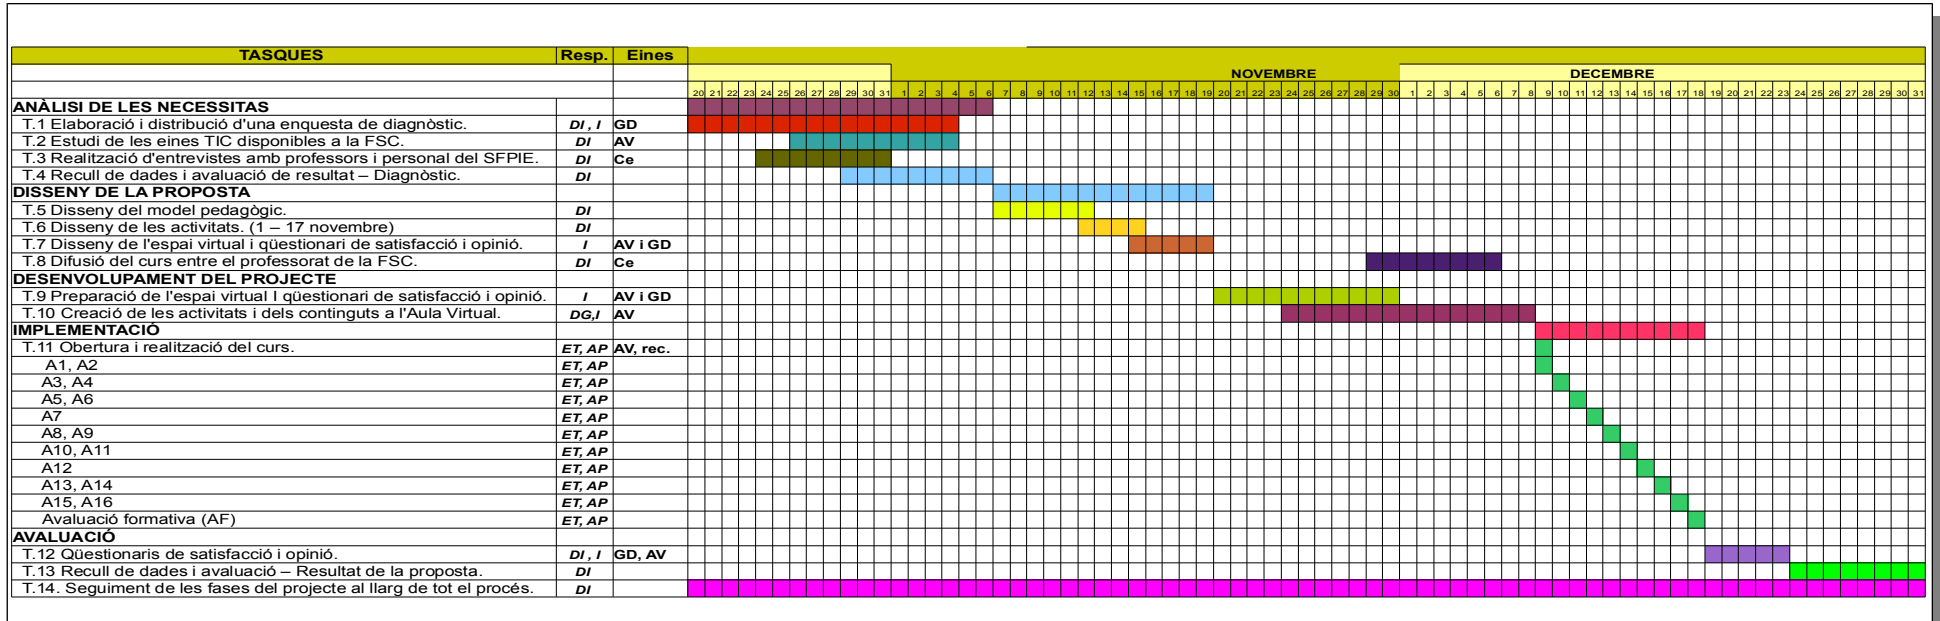 TASQUES Resp. Eines
NOVEMBRE DECEMBRE
20 21 22 23 24 25 26 27 28 29 30 31 1 2 3 4 5 6 7 8 9 10 11 12 13 14 15 16 17 18 19 20 21 22 23 24 25 26 27 28 29 30 1 2 3 4 5 6 7 8 9 10 11 12 13 14 15 16 17 18 19 20 21 22 23 24 25 26 27 28 29 30 31
ANÀLISI DE LES NECESSITAS
T.1 Elaboració i distribució d'una enquesta de diagnòstic. DI , I GD
T.2 Estudi de les eines TIC disponibles a la FSC. DI AV
T.3 Realització d'entrevistes amb professors i personal del SFPIE. DI Ce
T.4 Recull de dades i avaluació de resultat – Diagnòstic. DI
DISSENY DE LA PROPOSTA
T.5 Disseny del model pedagògic. DI
T.6 Disseny de les activitats. (1 – 17 novembre) DI
T.7 Disseny de l'espai virtual i qüestionari de satisfacció i opinió. I AV i GD
T.8 Difusió del curs entre el professorat de la FSC. DI Ce
DESENVOLUPAMENT DEL PROJECTE
T.9 Preparació de l'espai virtual I qüestionari de satisfacció i opinió. I AV i GD
T.10 Creació de les activitats i dels continguts a l'Aula Virtual. DG,I AV
IMPLEMENTACIÓ
T.11 Obertura i realització del curs. ET, AP AV, rec.
A1, A2 ET, AP
A3, A4 ET, AP
A5, A6 ET, AP
A7 ET, AP
A8, A9 ET, AP
A10, A11 ET, AP
A12 ET, AP
A13, A14 ET, AP
A15, A16 ET, AP
Avaluació formativa (AF) ET, AP
AVALUACIÓ
T.12 Qüestionaris de satisfacció i opinió. DI , I GD, AV
T.13 Recull de dades i avaluació – Resultat de la proposta. DI
T.14. Seguiment de les fases del projecte al llarg de tot el procés. DI